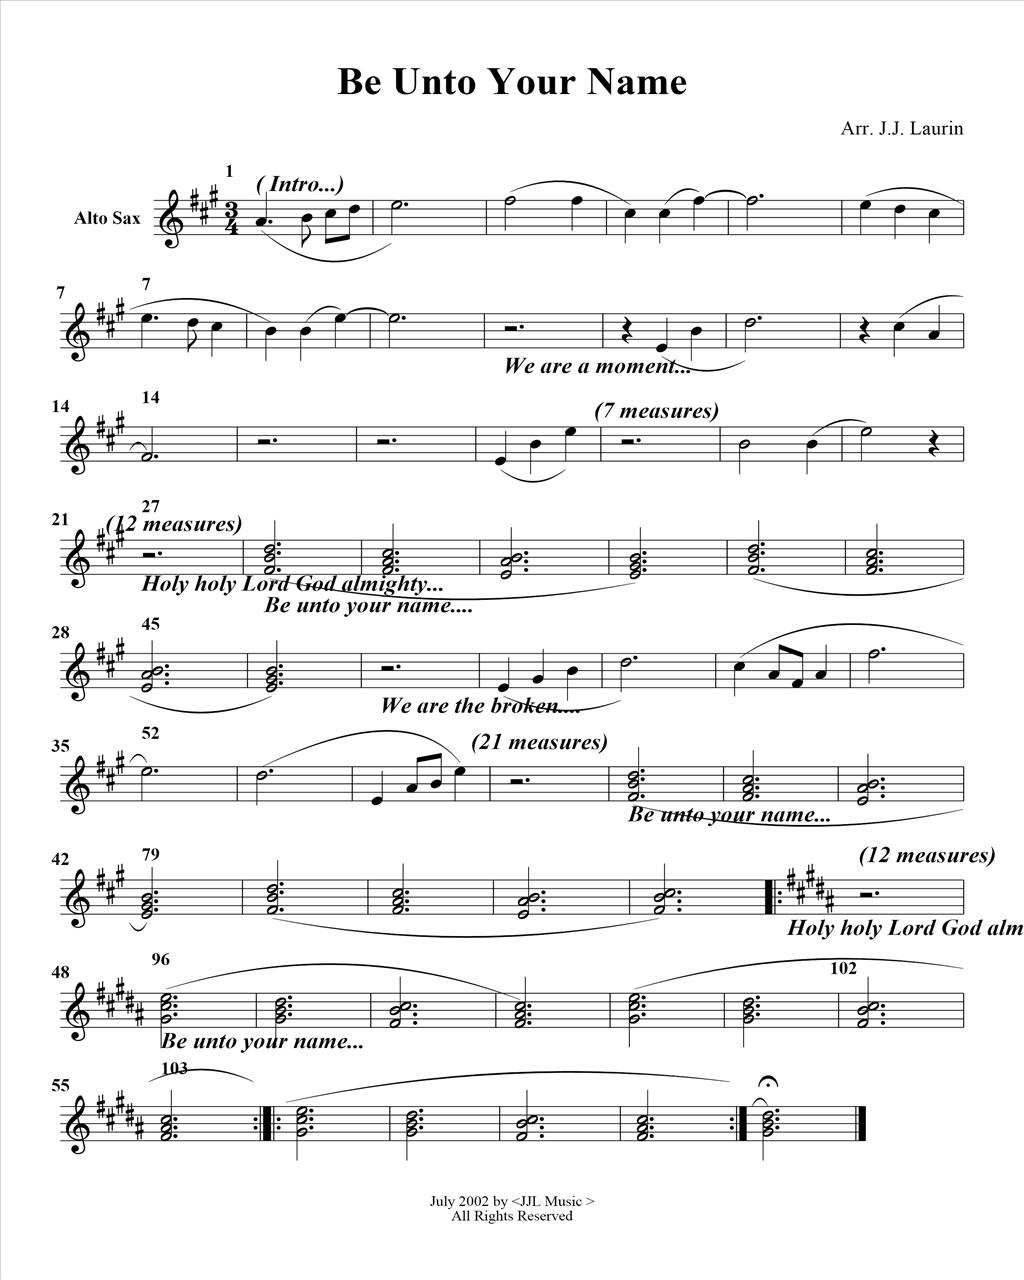 Be Unto Your Name
Arr. J.J. Laurin
1
( Intro...)
Alto Sax
3
4
7
7
We are a moment...
14
14
(7 measures)
21
(12 measures)
27
Holy holy Lord God almighty...
Be unto your name....
28
45
We are the broken....
35
52
(21 measures)
Be unto your name...
42
79
(12 measures)
Holy holy Lord God alm
48
96
102
Be unto your name...
55
103
July 2002 by <JJL Music >
All Rights Reserved